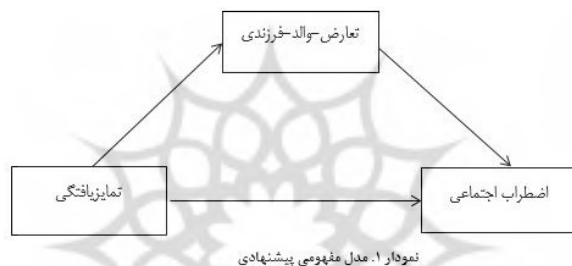 تعارض-والد-فرزندی
تمایزیافتگی
اضطراب اجتماعی
نمودار ۱. مدل مفهومی پیشنهادی